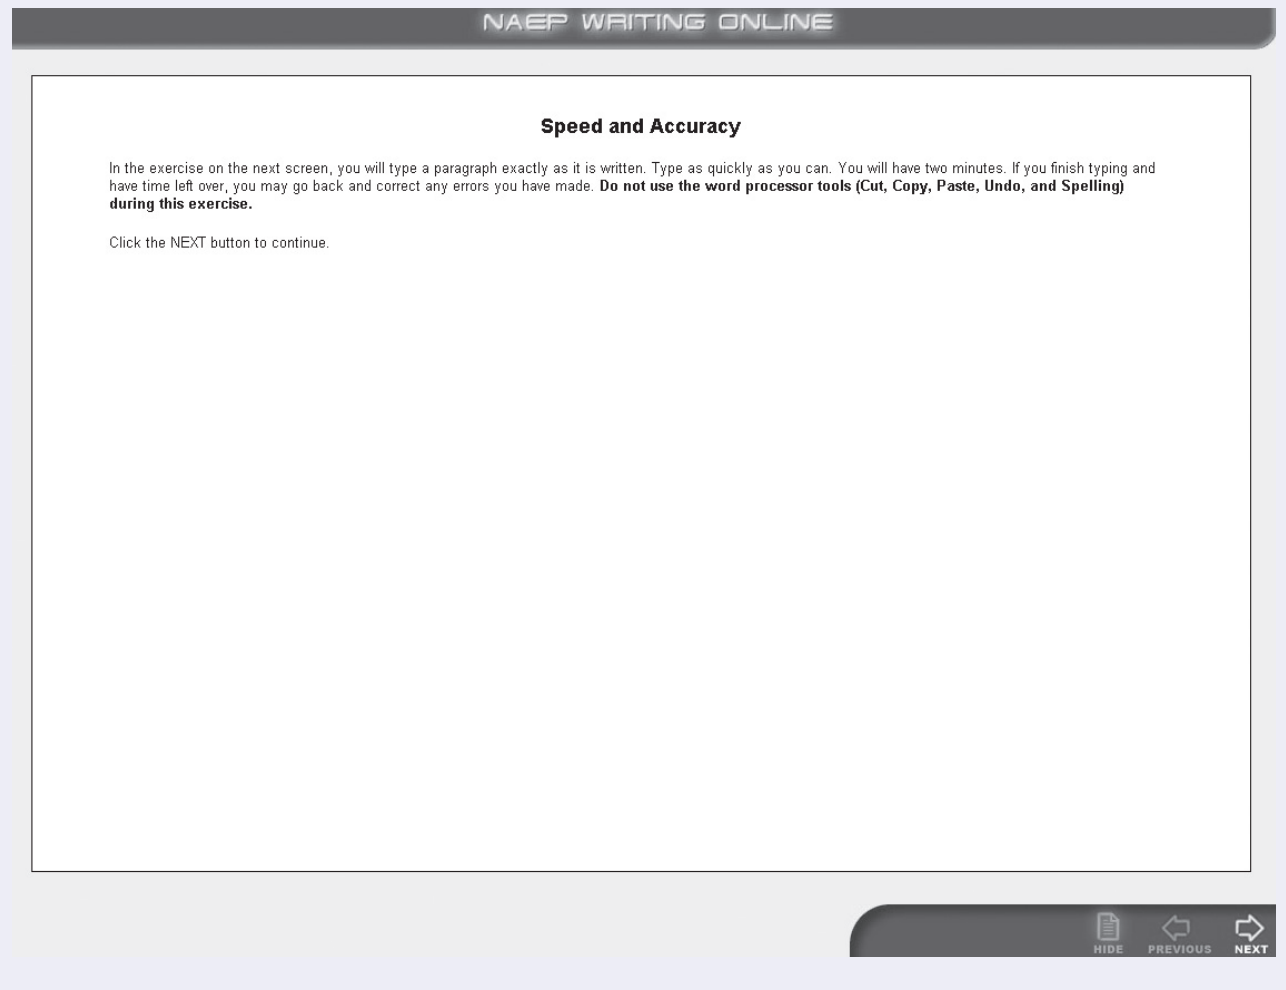 NAEP WRITING ONLINE
Speed and Accuracy
In the exercise on the next screen, you will type a paragraph exactly as it is written. Type as quickly as you can. You will have two minutes. If you finish typing and
have time left over, you may go back and correct any errors you have made. Do not use the word processor tools (Cut, Copy, Paste, Undo, and Spelling)
during this exercise.
Click the NEXT button to continue.
HIDE PREVIOUS NEXT